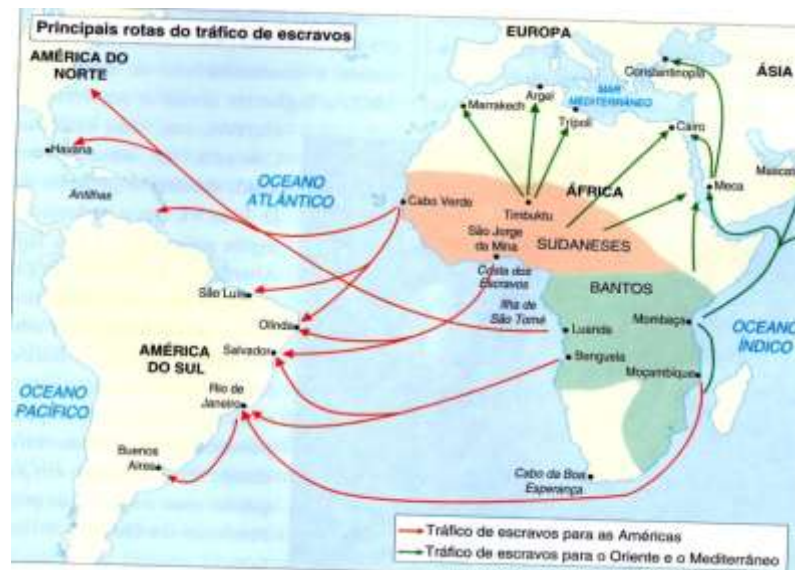 Principais rotas do tráfico de escravos
EUROPA
AMÉRICA DO
NORTE
Constantinopla
ÁSIA
Argel
MAR
MEDITERRÂNEO
Marrakech
Trípoli
Cairo
Havana
OCEANO
ATLÂNTICO
Meca
Mascate
Antilhas
ÁFRICA
Cabo Verde
Timbuktu
São Jorge
da Mina
SUDANESES
Costa dos
Escravos
BANTOS
São Luís
Ilha de
São Tomé
Mombaça
Olinda
Luanda
OCEANO
ÍNDICO
AMÉRICA
DO SUL
Salvador
Benguela
Moçambique
OCEANO
PACÍFICO
Rio de
Janeiro
Buenos
Aires
Cabo da Boa
Esperança
Tráfico de escravos para as Américas
Tráfico de escravos para o Oriente e o Mediterrâneo